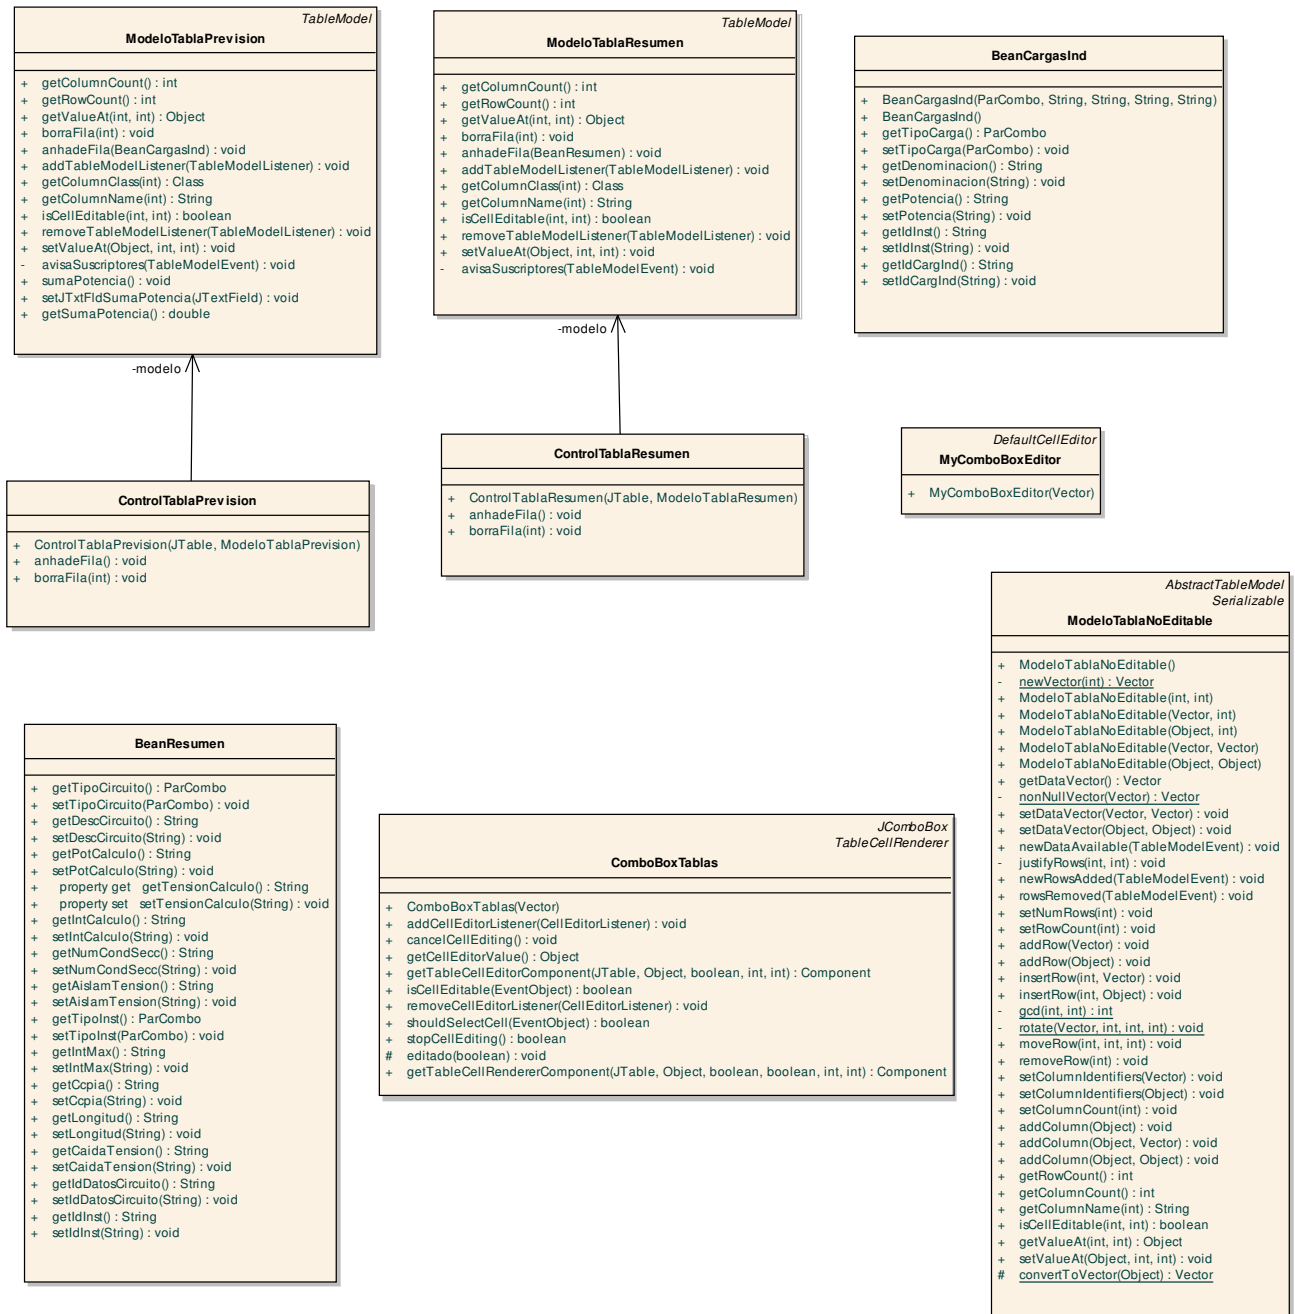 TableModel
ModeloTablaPrevision
+ getColumnCount() : int
+ getRowCount() : int
+ getValueAt(int, int) : Object
+ borraFila(int) : void
+ anhadeFila(BeanCargasInd) : void
+ addTableModelListener(TableModelListener) : void
+ getColumnClass(int) : Class
+ getColumnName(int) : String
+ isCellEditable(int, int) : boolean
+ removeTableModelListener(TableModelListener) : void
+ setValueAt(Object, int, int) : void
- avisaSuscriptores(TableModelEvent) : void
+ sumaPotencia() : void
+ setJTxtFldSumaPotencia(JTextField) : void
+ getSumaPotencia() : double
TableModel
ModeloTablaResumen
+ getColumnCount() : int
+ getRowCount() : int
+ getValueAt(int, int) : Object
+ borraFila(int) : void
+ anhadeFila(BeanResumen) : void
+ addTableModelListener(TableModelListener) : void
+ getColumnClass(int) : Class
+ getColumnName(int) : String
+ isCellEditable(int, int) : boolean
+ removeTableModelListener(TableModelListener) : void
+ setValueAt(Object, int, int) : void
- avisaSuscriptores(TableModelEvent) : void
BeanCargasInd
+ BeanCargasInd(ParCombo, String, String, String, String)
+ BeanCargasInd()
+ getTipoCarga() : ParCombo
+ setTipoCarga(ParCombo) : void
+ getDenominacion() : String
+ setDenominacion(String) : void
+ getPotencia() : String
+ setPotencia(String) : void
+ getIdInst() : String
+ setIdInst(String) : void
+ getIdCargInd() : String
+ setIdCargInd(String) : void
-modelo
-modelo
ControlTablaPrevision
+ ControlTablaPrevision(JTable, ModeloTablaPrevision)
+ anhadeFila() : void
+ borraFila(int) : void
ControlTablaResumen
+ ControlTablaResumen(JTable, ModeloTablaResumen)
+ anhadeFila() : void
+ borraFila(int) : void
DefaultCellEditor
MyComboBoxEditor
+ MyComboBoxEditor(Vector)
AbstractTableModel
Serializable
ModeloTablaNoEditable
+ ModeloTablaNoEditable()
- newVector(int) : Vector
+ ModeloTablaNoEditable(int, int)
+ ModeloTablaNoEditable(Vector, int)
+ ModeloTablaNoEditable(Object, int)
+ ModeloTablaNoEditable(Vector, Vector)
+ ModeloTablaNoEditable(Object, Object)
+ getDataVector() : Vector
- nonNullVector(Vector) : Vector
+ setDataVector(Vector, Vector) : void
+ setDataVector(Object, Object) : void
+ newDataAvailable(TableModelEvent) : void
- justifyRows(int, int) : void
+ newRowsAdded(TableModelEvent) : void
+ rowsRemoved(TableModelEvent) : void
+ setNumRows(int) : void
+ setRowCount(int) : void
+ addRow(Vector) : void
+ addRow(Object) : void
+ insertRow(int, Vector) : void
+ insertRow(int, Object) : void
- gcd(int, int) : int
- rotate(Vector, int, int, int) : void
+ moveRow(int, int, int) : void
+ removeRow(int) : void
+ setColumnIdentifiers(Vector) : void
+ setColumnIdentifiers(Object) : void
+ setColumnCount(int) : void
+ addColumn(Object) : void
+ addColumn(Object, Vector) : void
+ addColumn(Object, Object) : void
+ getRowCount() : int
+ getColumnCount() : int
+ getColumnName(int) : String
+ isCellEditable(int, int) : boolean
+ getValueAt(int, int) : Object
+ setValueAt(Object, int, int) : void
# convertToVector(Object) : Vector
BeanResumen
+ getTipoCircuito() : ParCombo
+ setTipoCircuito(ParCombo) : void
+ getDescCircuito() : String
+ setDescCircuito(String) : void
+ getPotCalculo() : String
+ setPotCalculo(String) : void
+ property get getTensionCalculo() : String
+ property set setTensionCalculo(String) : void
+ getIntCalculo() : String
+ setIntCalculo(String) : void
+ getNumCondSecc() : String
+ setNumCondSecc(String) : void
+ getAislamTension() : String
+ setAislamTension(String) : void
+ getTipoInst() : ParCombo
+ setTipoInst(ParCombo) : void
+ getIntMax() : String
+ setIntMax(String) : void
+ getCcpia() : String
+ setCcpia(String) : void
+ getLongitud() : String
+ setLongitud(String) : void
+ getCaidaTension() : String
+ setCaidaTension(String) : void
+ getIdDatosCircuito() : String
+ setIdDatosCircuito(String) : void
+ getIdInst() : String
+ setIdInst(String) : void
JComboBox
TableCellRenderer
ComboBoxTablas
+ ComboBoxTablas(Vector)
+ addCellEditorListener(CellEditorListener) : void
+ cancelCellEditing() : void
+ getCellEditorValue() : Object
+ getTableCellEditorComponent(JTable, Object, boolean, int, int) : Component
+ isCellEditable(EventObject) : boolean
+ removeCellEditorListener(CellEditorListener) : void
+ shouldSelectCell(EventObject) : boolean
+ stopCellEditing() : boolean
# editado(boolean) : void
+ getTableCellRendererComponent(JTable, Object, boolean, boolean, int, int) : Component